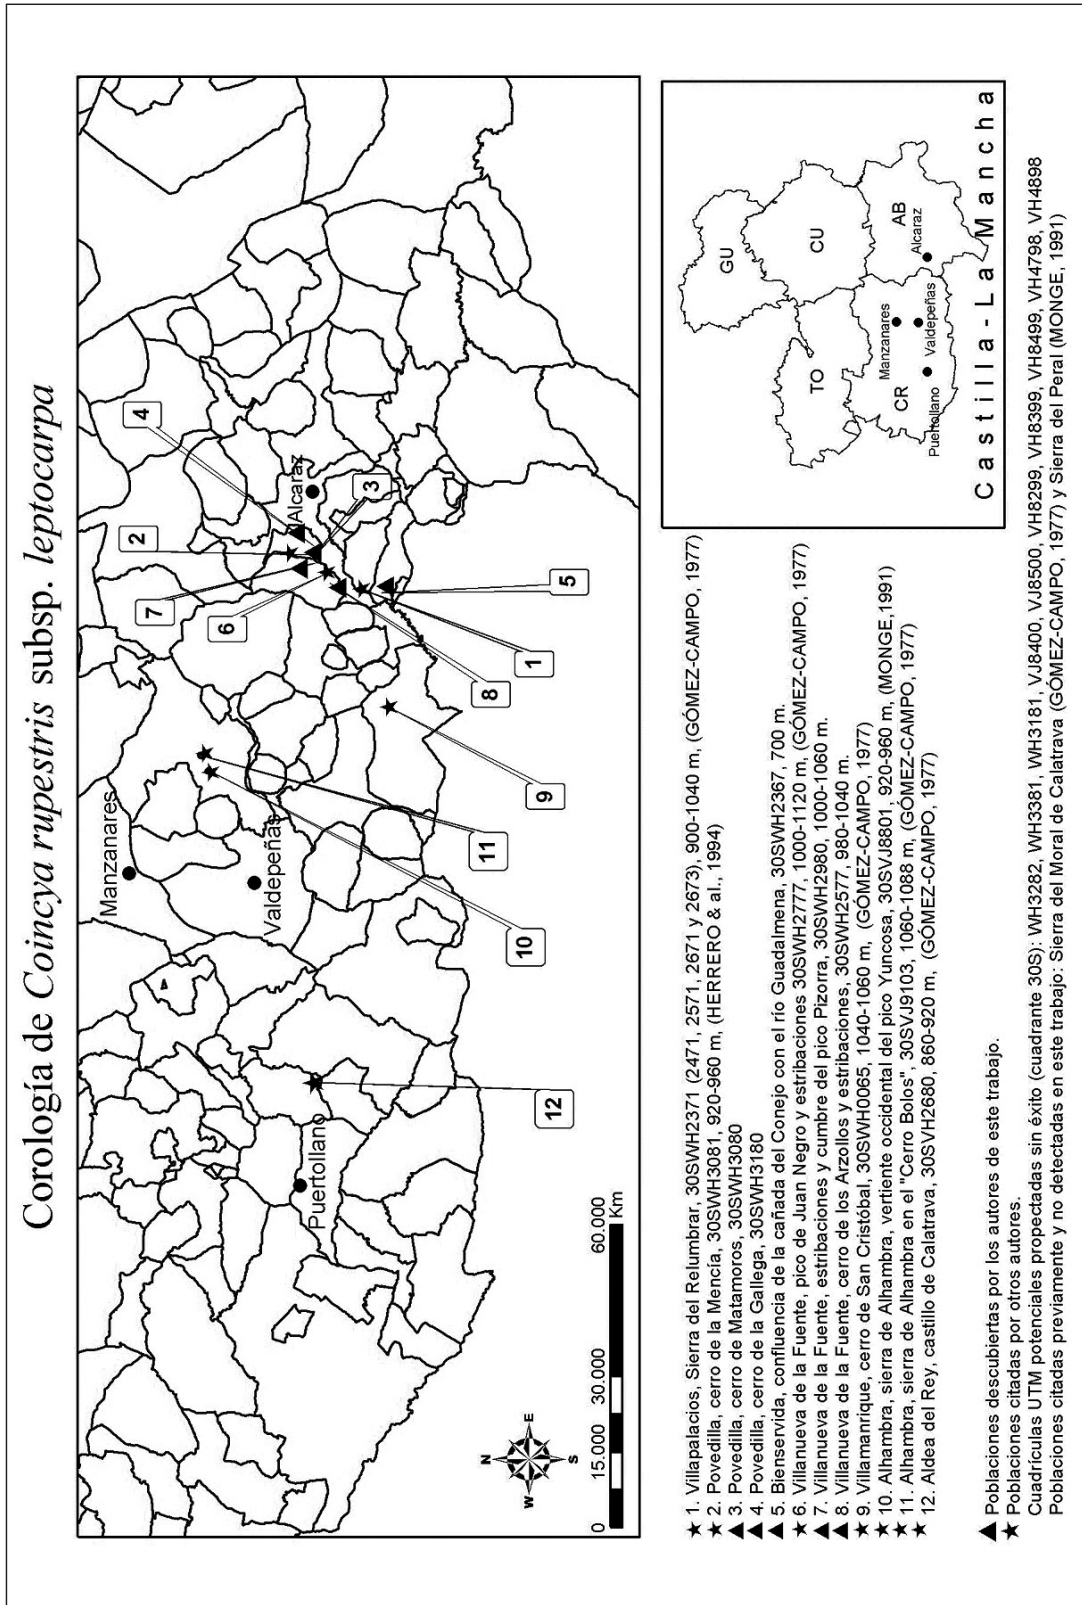 Corología de Coincya rupestris subsp. leptocarpa
4
2
7
6
Manzanares
Alcaraz
Valdepeñas
3
5
1
8
9
11
10
Puertollano
12
N
W
E
S
0 15.000 30.000 60.000
Km
★ 1. Villapalacios, Sierra del Relumbrar, 30SWH2371 (2471, 2571, 2671 y 2673), 900-1040 m, (GÓMEZ-CAMPO, 1977)
★ 2. Povedilla, cerro de la Mencía, 30SWH3081, 920-960 m, (HERRERO & al., 1994)
▲ 3. Povedilla, cerro de Matamoros, 30SWH3080
▲ 4. Povedilla, cerro de la Gallega, 30SWH3180
▲ 5. Bienservida, confluencia de la cañada del Conejo con el río Guadalmena, 30SWH2367, 700 m.
★ 6. Villanueva de la Fuente, pico de Juan Negro y estribaciones 30SWH2777, 1000-1120 m, (GÓMEZ-CAMPO, 1977)
▲ 7. Villanueva de la Fuente, estribaciones y cumbre del pico Pizorra, 30SWH2980, 1000-1060 m.
▲ 8. Villanueva de la Fuente, cerro de los Arzollos y estribaciones, 30SWH2577, 980-1040 m.
★ 9. Villamanrique, cerro de San Cristóbal, 30SWH0065, 1040-1060 m, (GÓMEZ-CAMPO, 1977)
★ 10. Alhambra, sierra de Alhambra, vertiente occidental del pico Yuncosa, 30SVJ8801, 920-960 m, (MONGE,1991)
★ 11. Alhambra, sierra de Alhambra en el "Cerro Bolos", 30SVJ9103, 1060-1088 m, (GÓMEZ-CAMPO, 1977)
★ 12. Aldea del Rey, castillo de Calatrava, 30SVH2680, 860-920 m, (GÓMEZ-CAMPO, 1977)
▲ Poblaciones descubiertas por los autores de este trabajo.
★ Poblaciones citadas por otros autores.
Cuadrículas UTM potenciales propectadas sin éxito (cuadrante 30S): WH3282, WH3381, WH3181, VJ8400, VJ8500, VH8299, VH8399, VH8499, VH4798, VH4898
Poblaciones citadas previamente y no detectadas en este trabajo: Sierra del Moral de Calatrava (GÓMEZ-CAMPO, 1977) y Sierra del Peral (MONGE, 1991)
GU
TO
CU
Manzanares
CR
AB
Alcaraz
Puertollano
Valdepeñas
Castilla-La Mancha